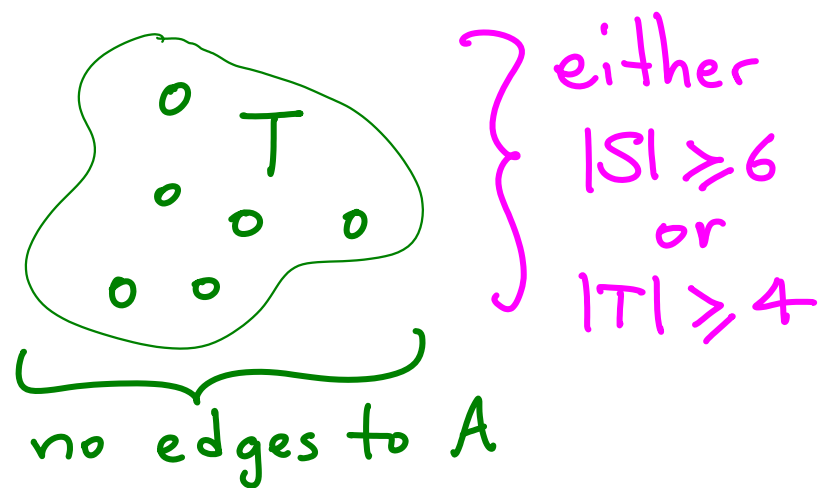 T
no edges to A
either
|S| ⩾ 6
or
|T| ⩾ 4